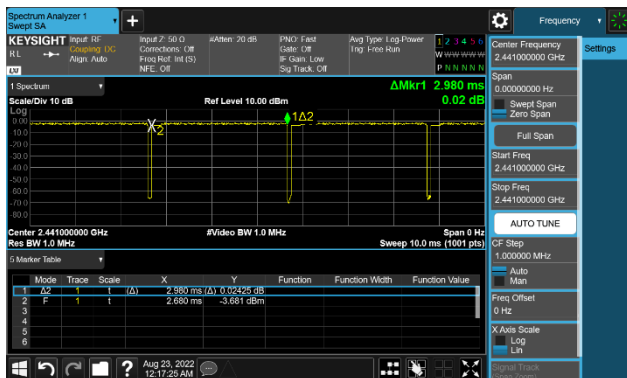 Spectrum Analyzer 1
Swept SA
Frequency
KEYSIGHT
Input: RF
Coupling: DC
Align: Auto
RL
Input Z: 50 Ω
Corrections: Off
Freq Ref: Int (S)
NFE: Off
#Atten: 20 dB
PNO: Fast
Gate: Off
IF Gain: Low
Sig Track: Off
Avg Type: Log-Power
Trig: Free Run
1 2 3 4 5 6
W W W W W W
P N N N N N
Center Frequency
2.441000000 GHz
Settings
Span
0.00000000 Hz
Swept Span
Zero Span
Full Span
Start Freq
2.441000000 GHz
Stop Freq
2.441000000 GHz
AUTO TUNE
CF Step
1.000000 MHz
Auto
Man
Freq Offset
0 Hz
X Axis Scale
Log
Lin
Signal Track
(Span Zoom)
1 Spectrum
ΔMkr1 2.980 ms
0.02 dB
Scale/Div 10 dB
Ref Level 10.00 dBm
Log
0.00
-10.0
-20.0
-30.0
-40.0
-50.0
-60.0
-70.0
-80.0
2
1Δ2
Center 2.441000000 GHz
#Video BW 1.0 MHz
Span 0 Hz
Res BW 1.0 MHz
Sweep 10.0 ms (1001 pts)
5 Marker Table
Mode Trace Scale X Y Function Function Width Function Value
1 Δ2 1 t (Δ) 2.980 ms (Δ) 0.02425 dB
2 F 1 t 2.680 ms -3.681 dBm
3
4
5
6
?
Aug 23, 2022
12:17:25 AM